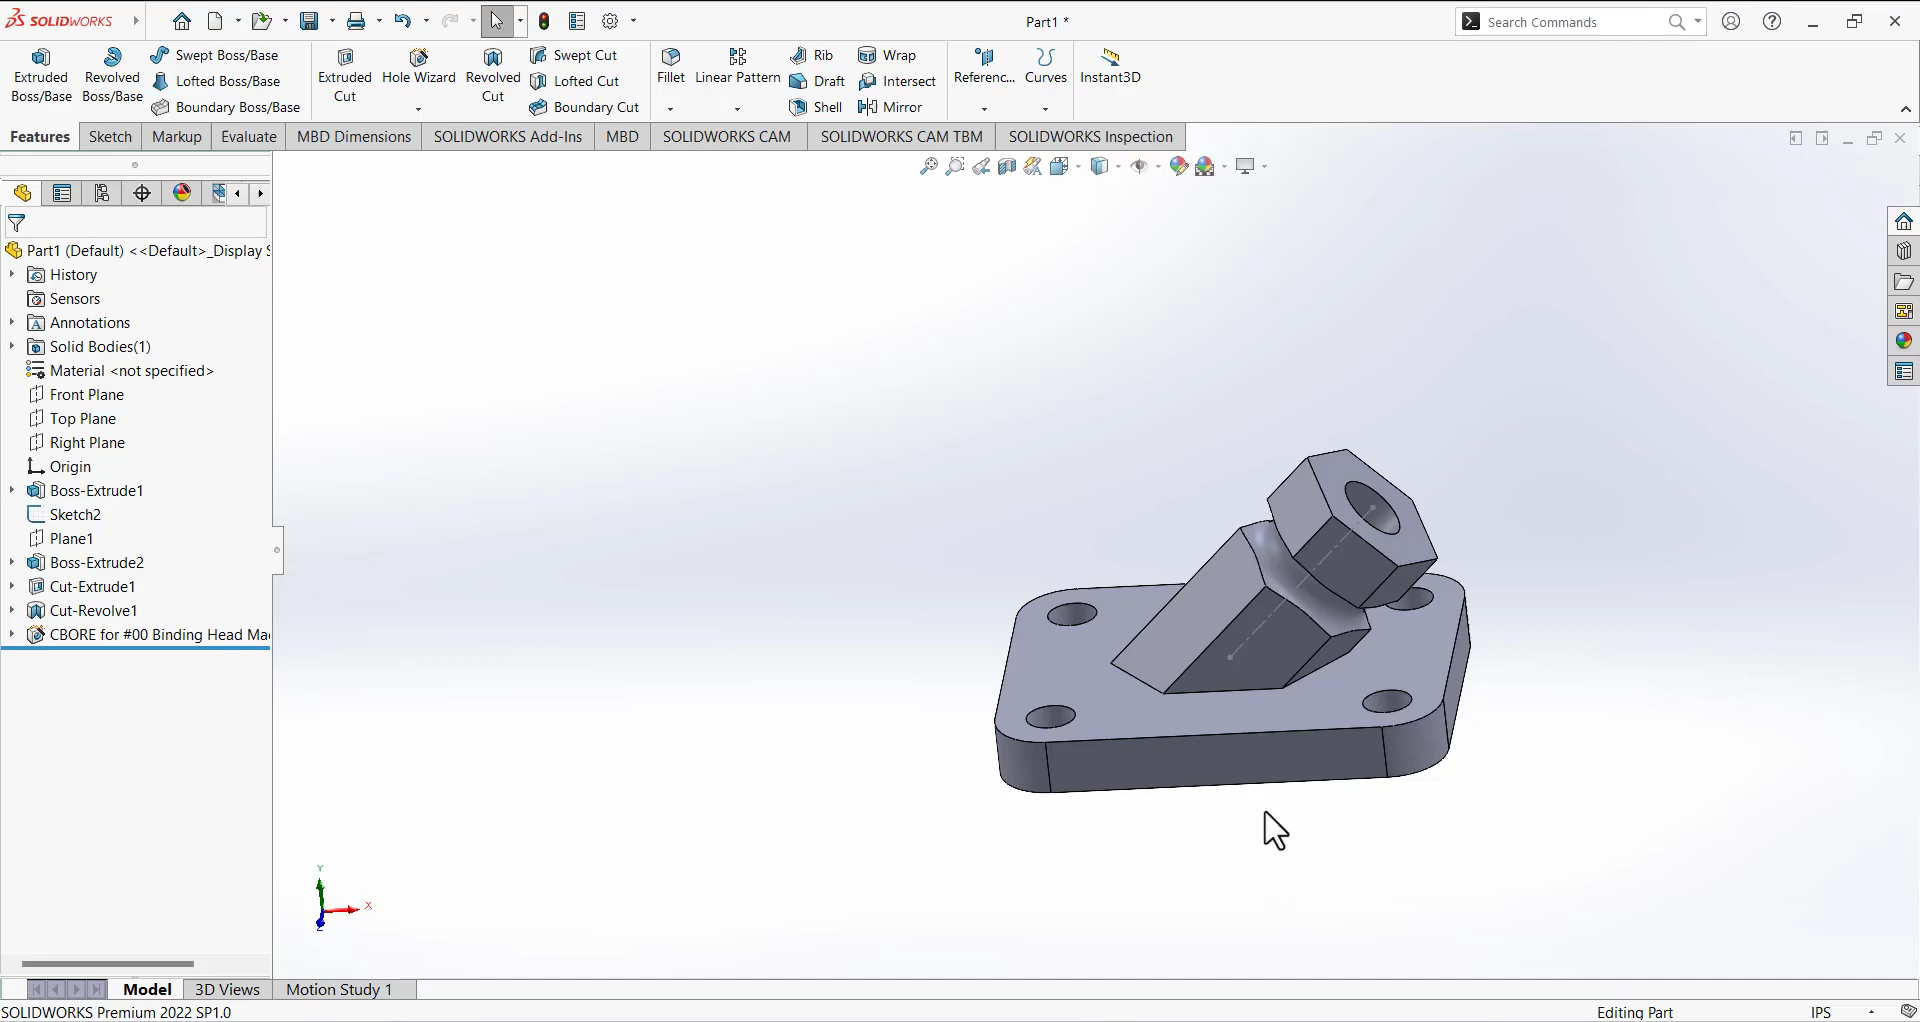 SOLIDWORKS
Part1 *
Search Commands
Extruded Boss/Base
Revolved Boss/Base
Swept Boss/Base
Lofted Boss/Base
Boundary Boss/Base
Extruded Cut
Hole Wizard
Revolved Cut
Swept Cut
Lofted Cut
Boundary Cut
Fillet
Linear Pattern
Rib
Draft
Shell
Wrap
Intersect
Mirror
Referenc...
Curves
Instant3D
Features
Sketch
Markup
Evaluate
MBD Dimensions
SOLIDWORKS Add-Ins
MBD
SOLIDWORKS CAM
SOLIDWORKS CAM TBM
SOLIDWORKS Inspection
Part1 (Default) <<Default>_Display S
History
Sensors
Annotations
Solid Bodies(1)
Material <not specified>
Front Plane
Top Plane
Right Plane
Origin
Boss-Extrude1
Sketch2
Plane1
Boss-Extrude2
Cut-Extrude1
Cut-Revolve1
CBORE for #00 Binding Head Mac
Y
X
Z
Model
3D Views
Motion Study 1
SOLIDWORKS Premium 2022 SP1.0
Editing Part
IPS